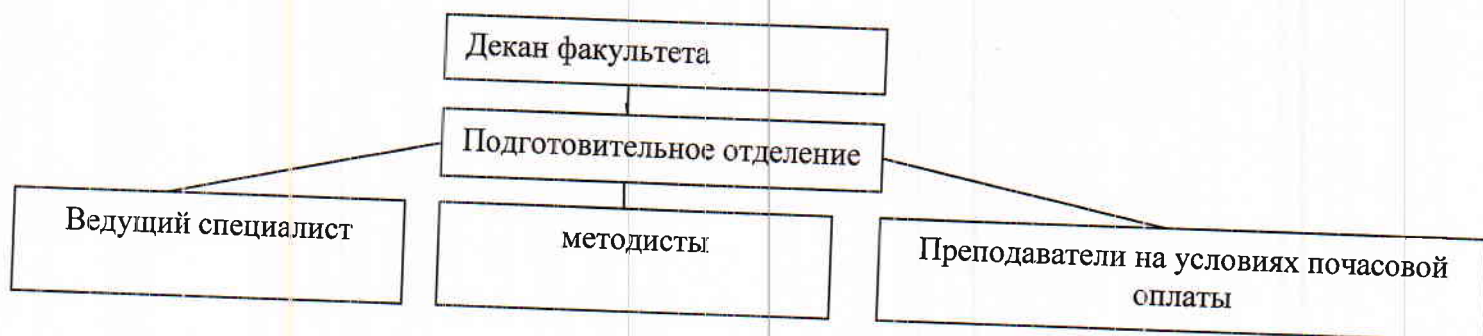 Декан факультета
Подготовительное отделение
Ведущий специалист
методисты
Преподаватели на условиях почасовой
оплаты